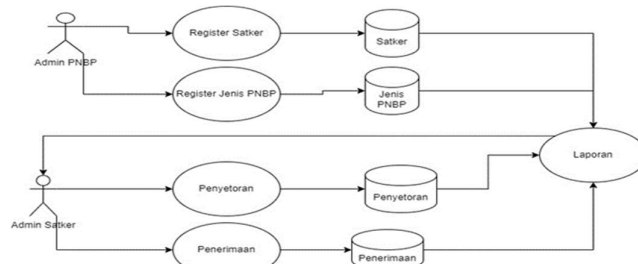 Register Satker
Satker
Admin PNBP
Register Jenis PNBP
Jenis
PNBP
Laporan
Penyetoran
Penyetoran
Admin Satker
Penerimaan
Penerimaan